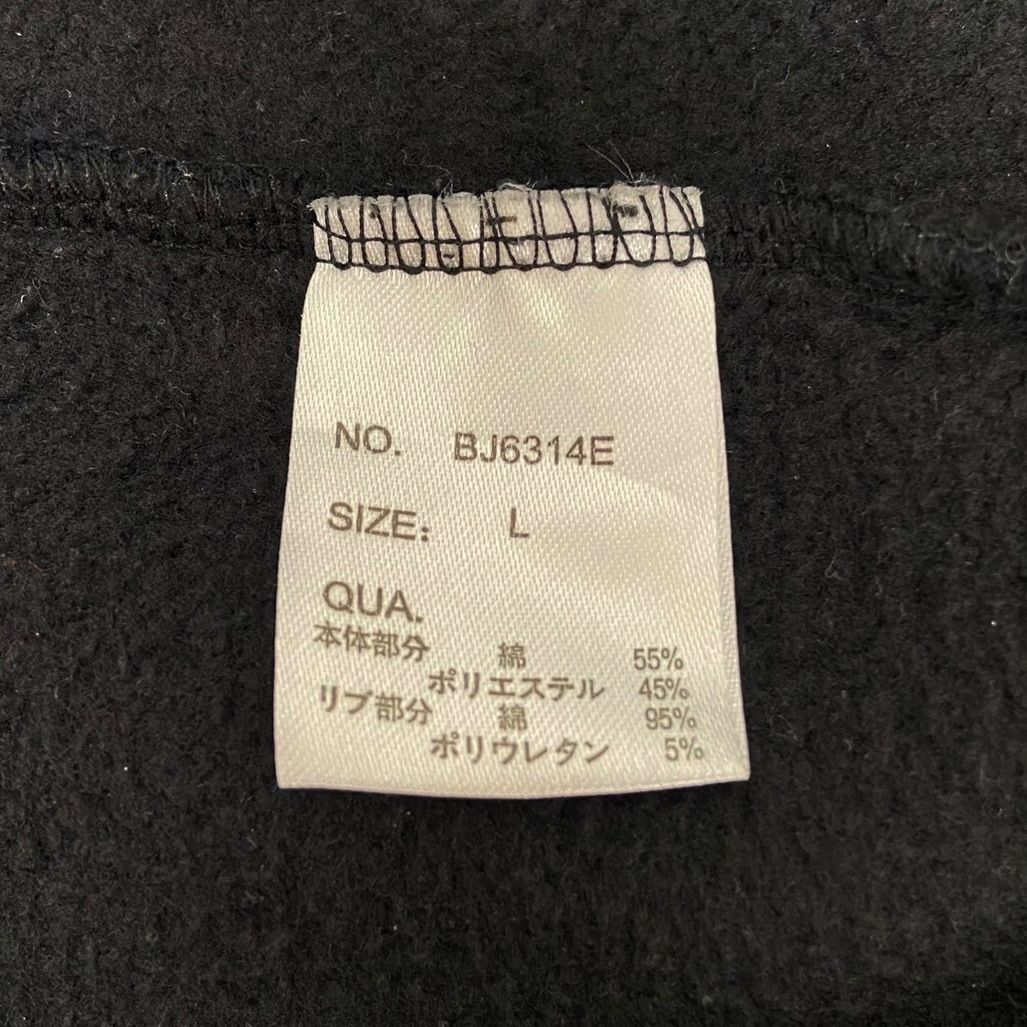 NO. BJ6314E
SIZE: L
QUA.
本体部分 綿 55%
ポリエステル 45%
リブ部分 綿 95%
ポリウレタン 5%